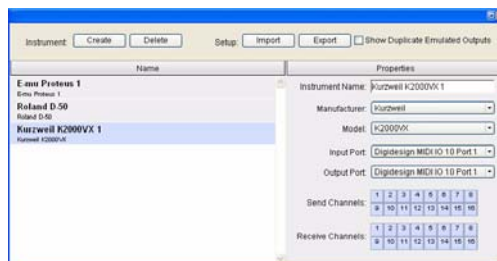 Instrument: Create Delete Setup: Import Export Show Duplicate Emulated Outputs
Name
Properties
E-mu Proteus 1
E-mu Proteus 1
Roland D-50
Roland D-50
Kurzweil K2000VX 1
Kurzweil K2000VX
Instrument Name: Kurzweil K2000VX 1
Manufacturer: Kurzweil
Model: K2000VX
Input Port: Digidesign MIDI IO 10 Port 1
Output Port: Digidesign MIDI IO 10 Port 1
Send Channels: 1 2 3 4 5 6 7 8
9 10 11 12 13 14 15 16
Receive Channels: 1 2 3 4 5 6 7 8
9 10 11 12 13 14 15 16